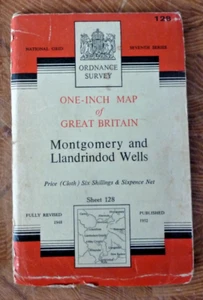 128
NATIONAL GRID
SEVENTH SERIES
ORDNANCE
SURVEY
ONE-INCH MAP
of
GREAT BRITAIN
Montgomery and
Llandrindod Wells
Price (Cloth) Six Shillings & Sixpence Net
Sheet 128
FULLY REVISED
PUBLISHED